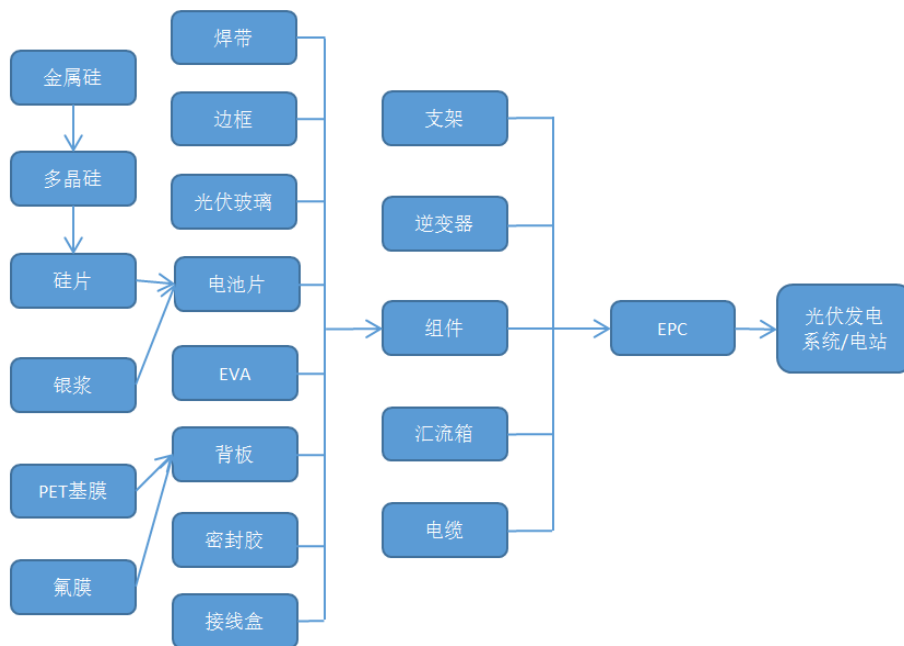 金属硅
多晶硅
硅片
银浆
PET基膜
氟膜
焊带
边框
光伏玻璃
电池片
EVA
背板
密封胶
接线盒
支架
逆变器
组件
汇流箱
电缆
EPC
光伏发电
系统/电站